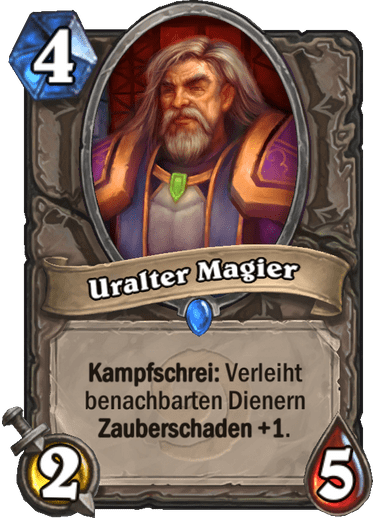 4
Uralter Magier
Kampfschrei: Verleiht
benachbarten Dienern
Zauberschaden +1.
2
5